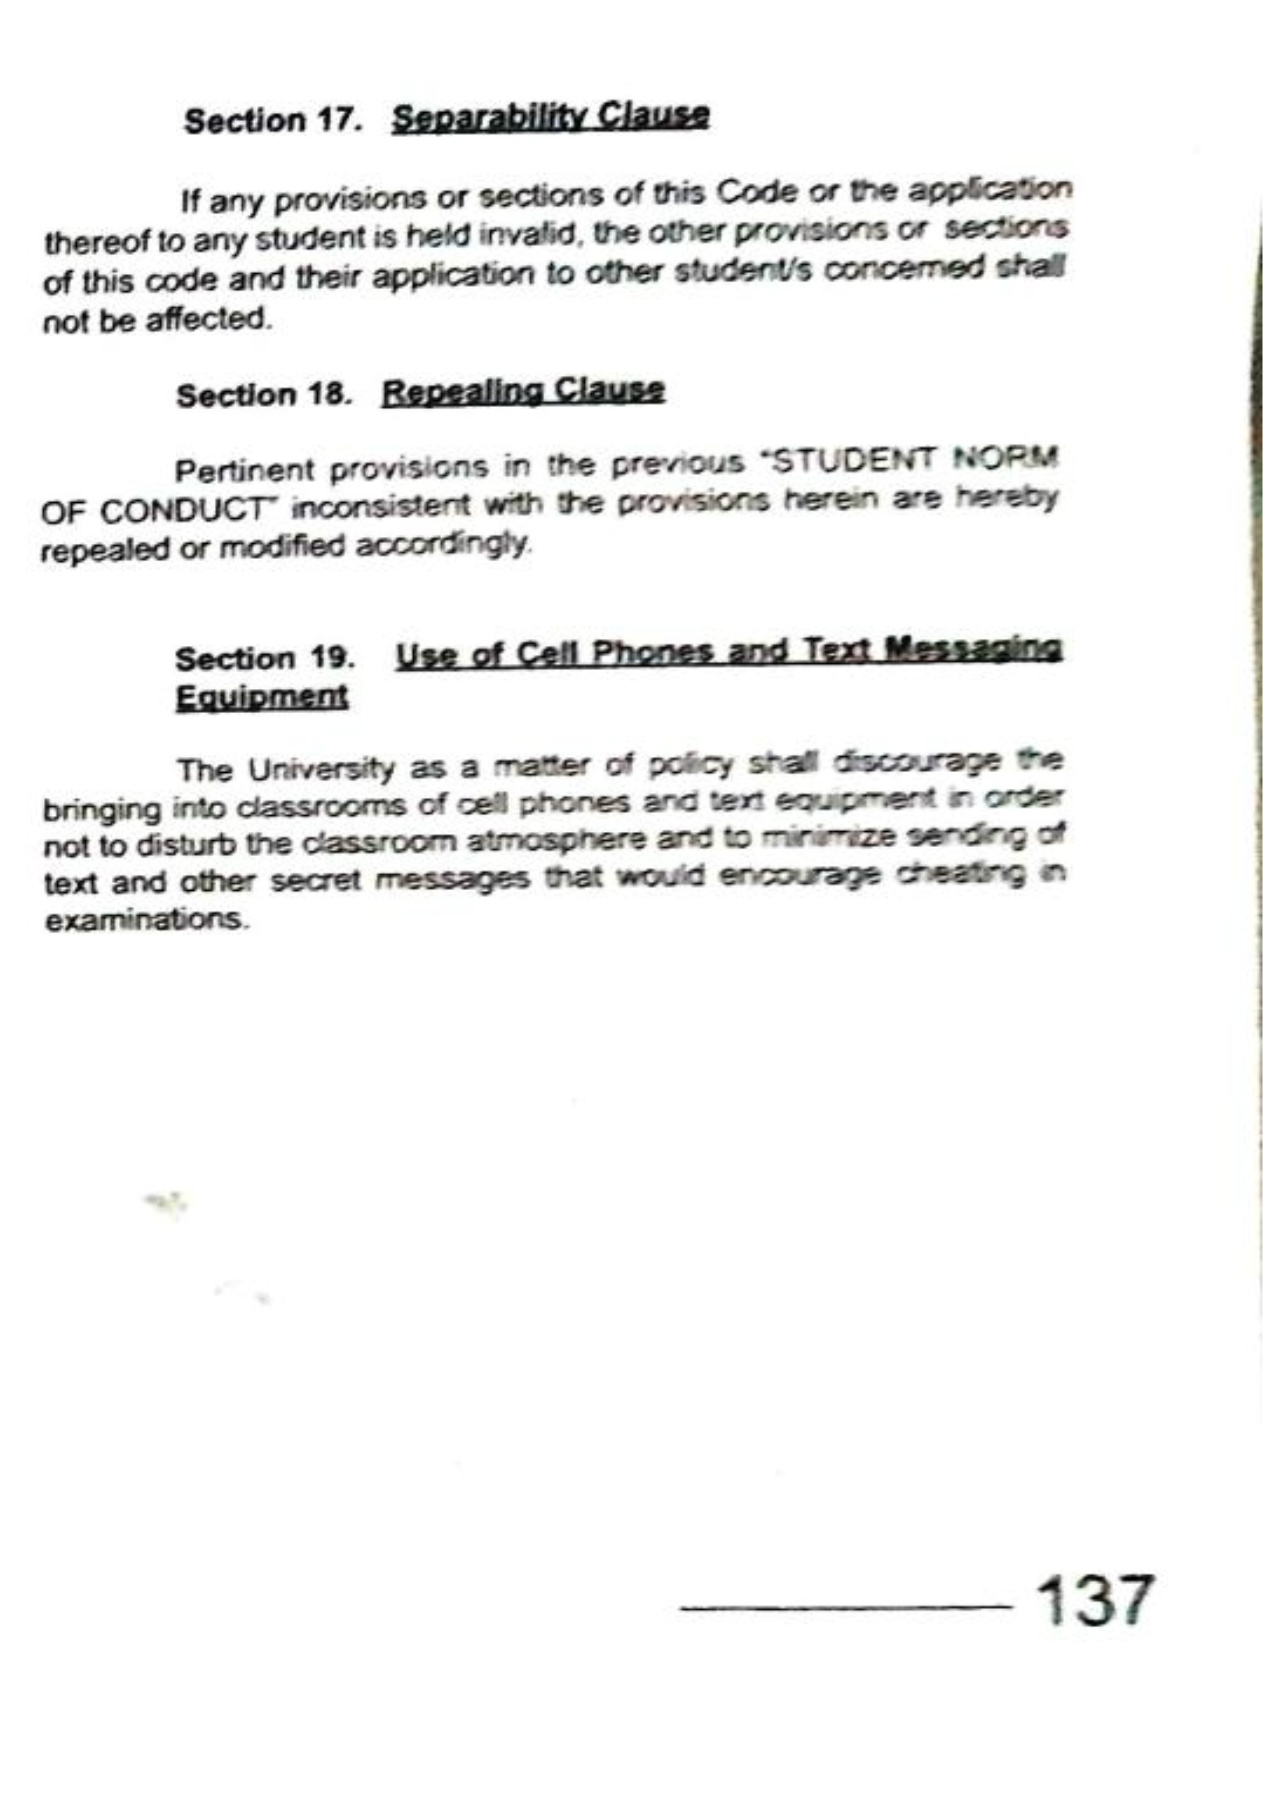 Section 17. Separability Clause
If any provisions or sections of this Code or the application
thereof to any student is held invalid, the other provisions or sections
of this code and their application to other student/s concerned shall
not be affected.
Section 18. Repealing Clause
Pertinent provisions in the previous "STUDENT NORM
OF CONDUCT" inconsistent with the provisions herein are hereby
repealed or modified accordingly.
Section 19. Use of Cell Phones and Text Messaging
Equipment
The University as a matter of policy shall discourage the
bringing into classrooms of cell phones and text equipment in order
not to disturb the classroom atmosphere and to minimize sending of
text and other secret messages that would encourage cheating in
examinations.
137